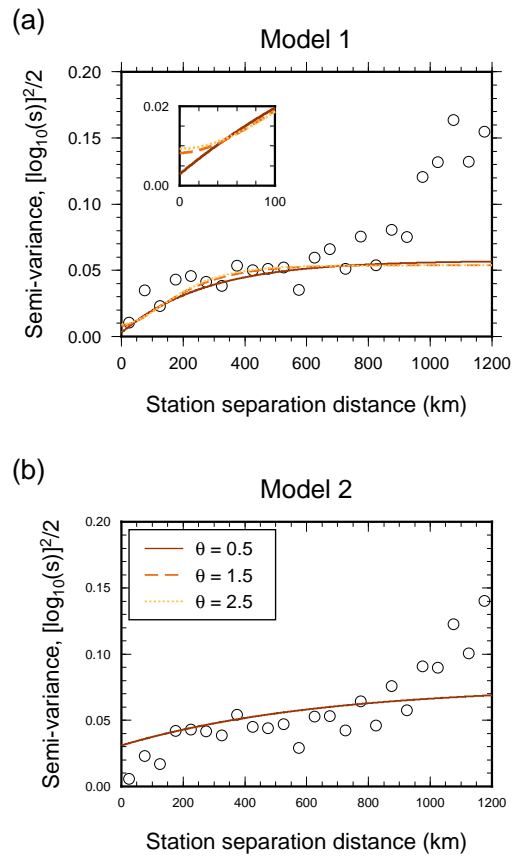 (a)
Model 1
Semi-variance, [log10(s)]²/2
0.20
0.15
0.10
0.05
0.00
0.02
0.00
0 100
0 200 400 600 800 1000 1200
Station separation distance (km)
(b)
Model 2
Semi-variance, [log10(s)]²/2
0.20
0.15
0.10
0.05
0.00
θ = 0.5
θ = 1.5
θ = 2.5
0 200 400 600 800 1000 1200
Station separation distance (km)